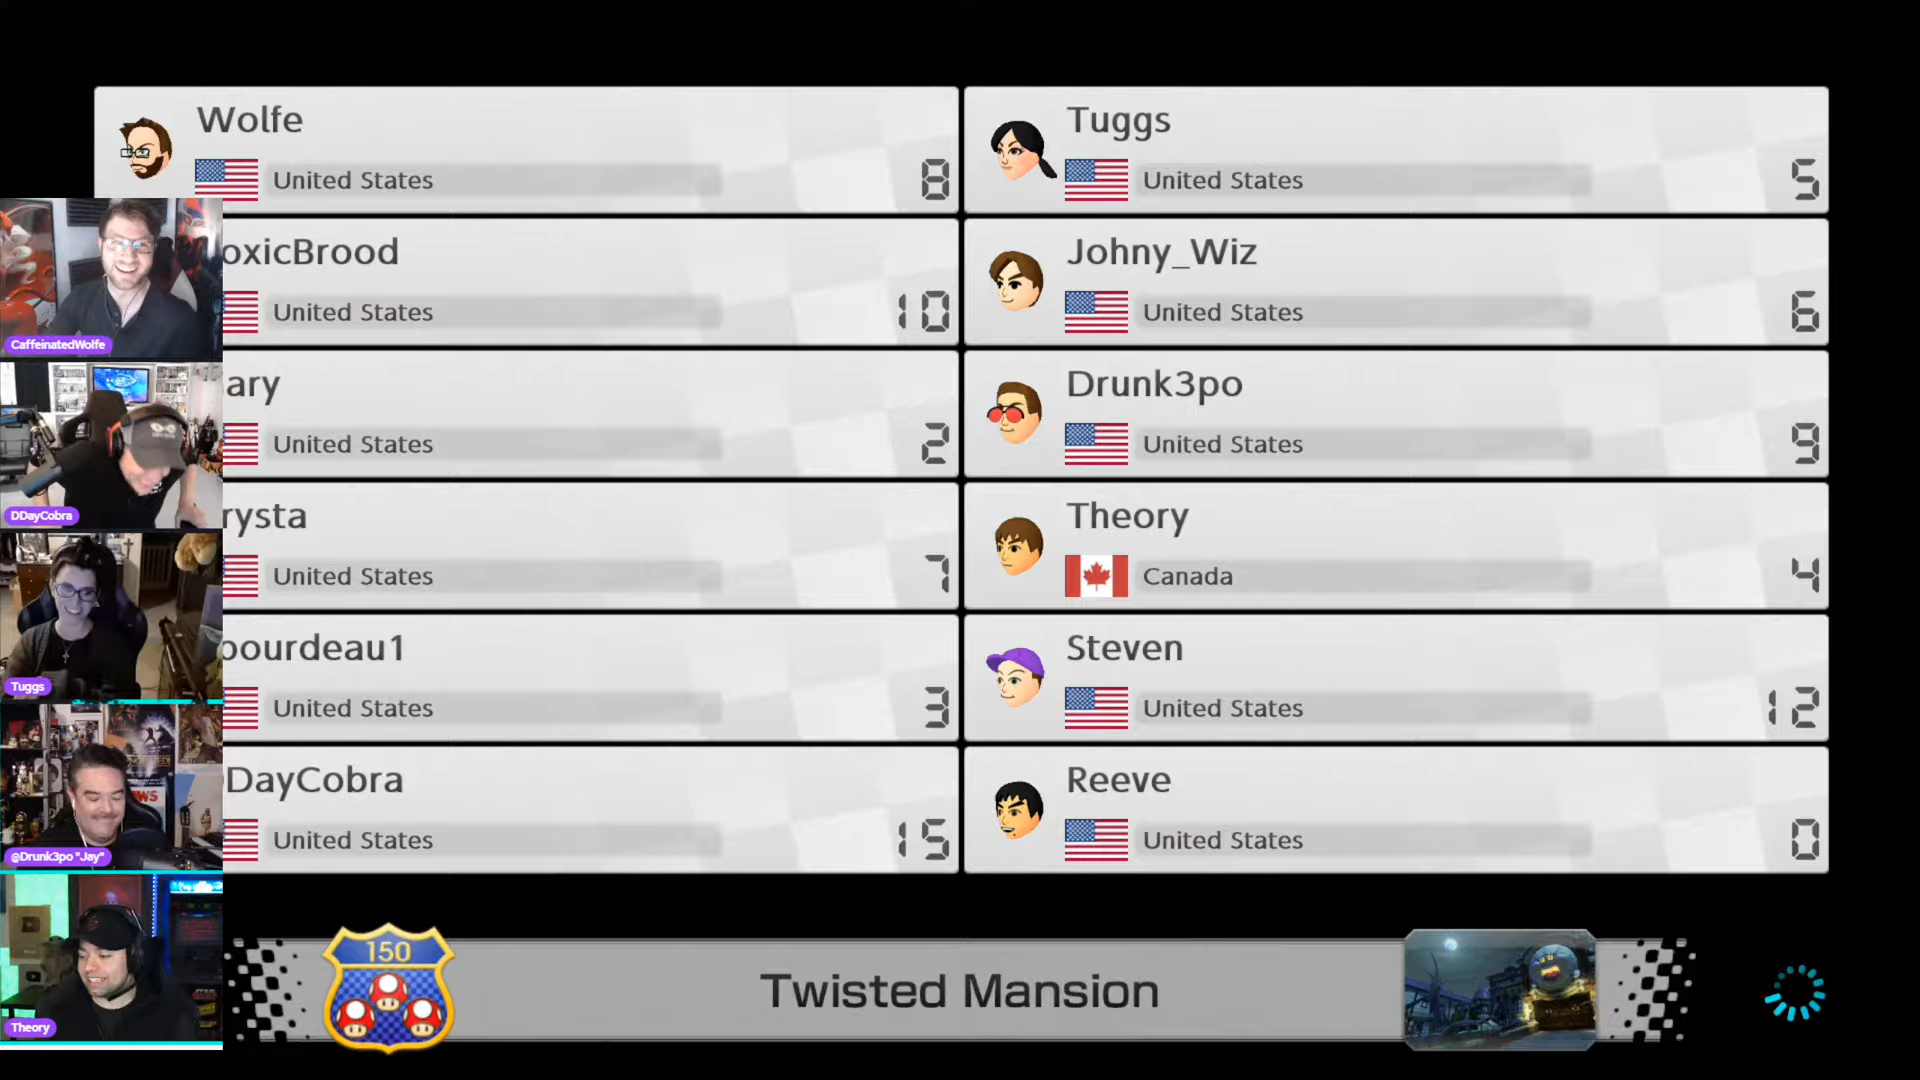 Wolfe
United States
8
Tuggs
United States
5
oxicBrood
United States
10
Johny_Wiz
United States
6
ary
United States
2
Drunk3po
United States
9
rysta
United States
7
Theory
Canada
4
bourdeau1
United States
3
Steven
United States
12
DayCobra
United States
15
Reeve
United States
0
CaffeinatedWolfe
DDayCobra
Tuggs
@Drunk3po "Jay"
Theory
150
Twisted Mansion